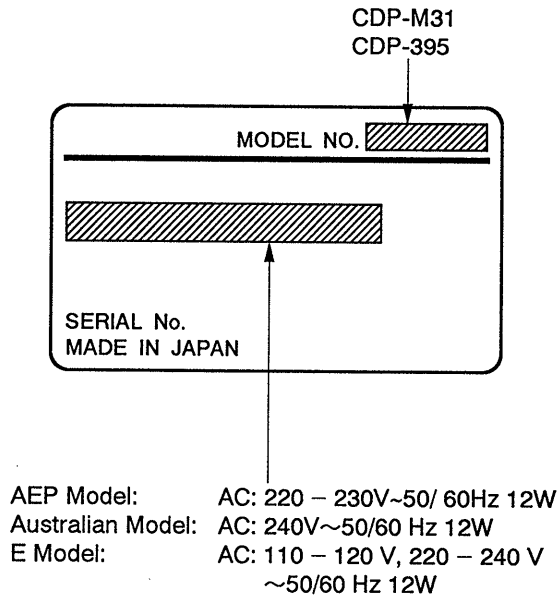 CDP-M31
CDP-395
MODEL NO.
SERIAL No.
MADE IN JAPAN
AEP Model: AC: 220 – 230V~50/ 60Hz 12W
Australian Model: AC: 240V~50/60 Hz 12W
E Model: AC: 110 – 120 V, 220 – 240 V
~50/60 Hz 12W